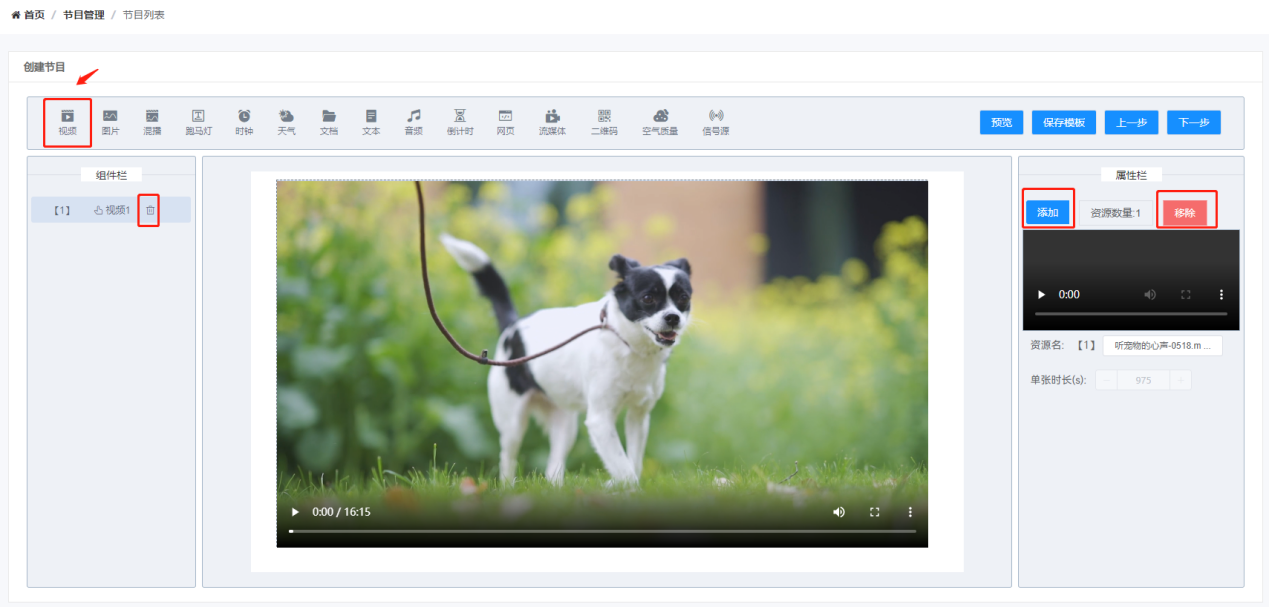 首页 / 节目管理 / 节目列表
创建节目
视频 图片 混播 跑马灯 时钟 天气 文档 文本 音频 倒计时 网页 流媒体 二维码 空气质量 信号源 预览 保存模板 上一步 下一步
组件栏
【1】 视频1
0:00 / 16:15
属性栏
添加 资源数量:1 移除
0:00
资源名: 【1】 听宠物的心声-0518.m ...
单张时长(s): - 975 +